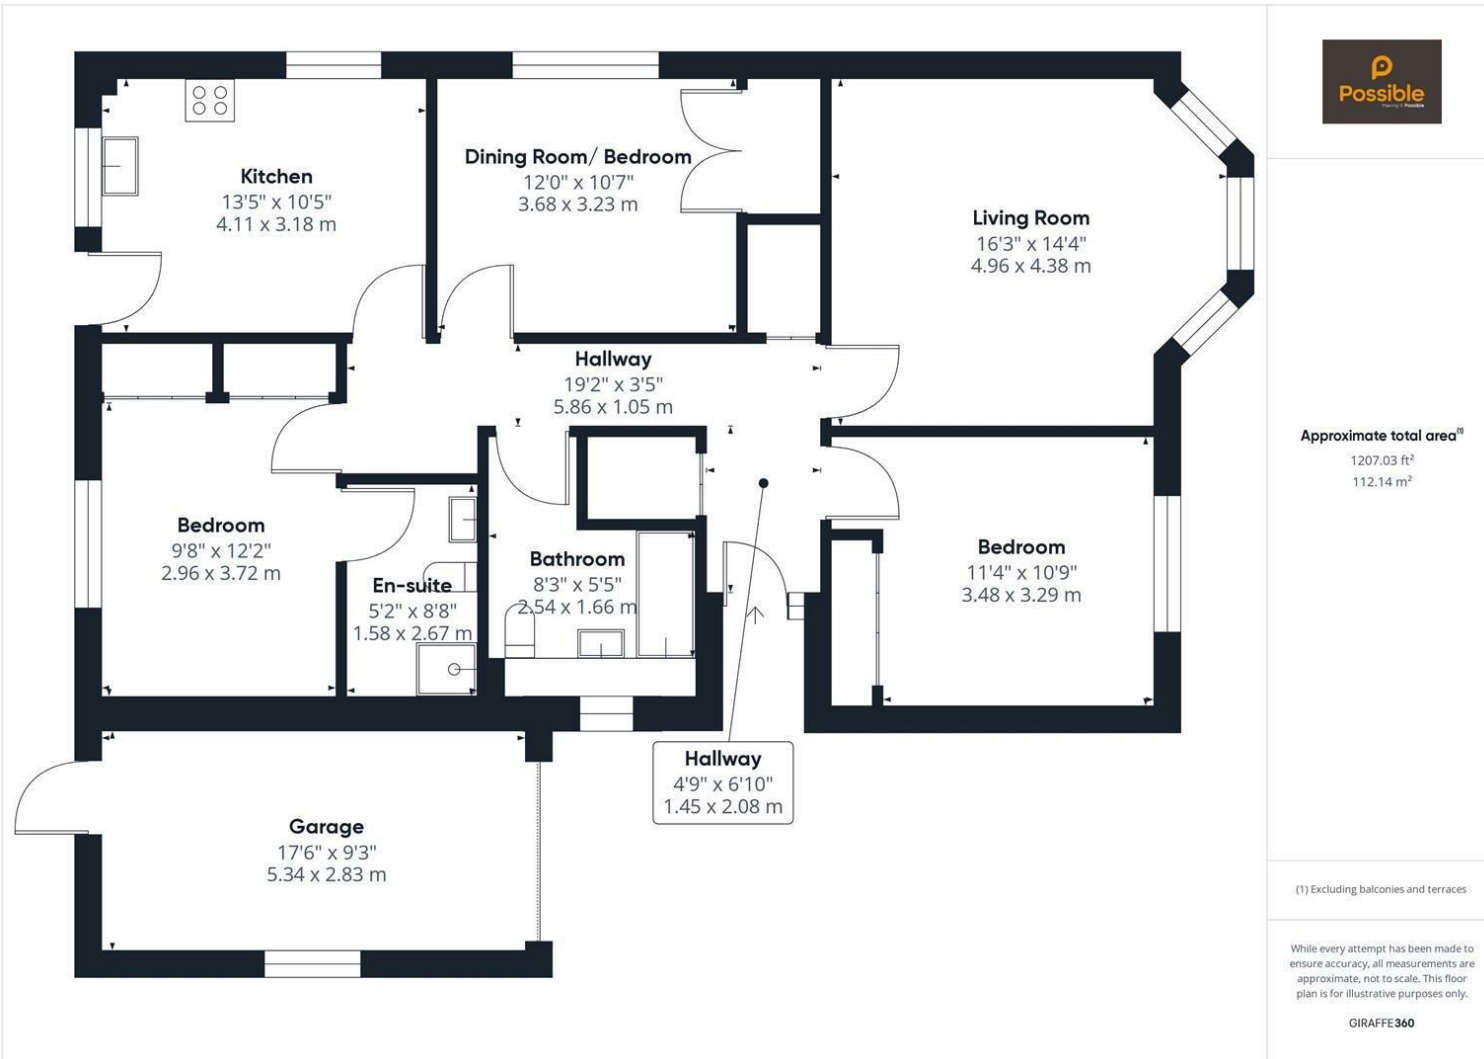 Kitchen
13'5" x 10'5"
4.11 x 3.18 m
Dining Room/ Bedroom
12'0" x 10'7"
3.68 x 3.23 m
Living Room
16'3" x 14'4"
4.96 x 4.38 m
Hallway
19'2" x 3'5"
5.86 x 1.05 m
Bedroom
9'8" x 12'2"
2.96 x 3.72 m
En-suite
5'2" x 8'8"
1.58 x 2.67 m
Bathroom
8'3" x 5'5"
2.54 x 1.66 m
Bedroom
11'4" x 10'9"
3.48 x 3.29 m
Hallway
4'9" x 6'10"
1.45 x 2.08 m
Garage
17'6" x 9'3"
5.34 x 2.83 m
Possible
Making it Possible
Approximate total area(1)
1207.03 ft²
112.14 m²
(1) Excluding balconies and terraces
While every attempt has been made to
ensure accuracy, all measurements are
approximate, not to scale. This floor
plan is for illustrative purposes only.
GIRAFFE360